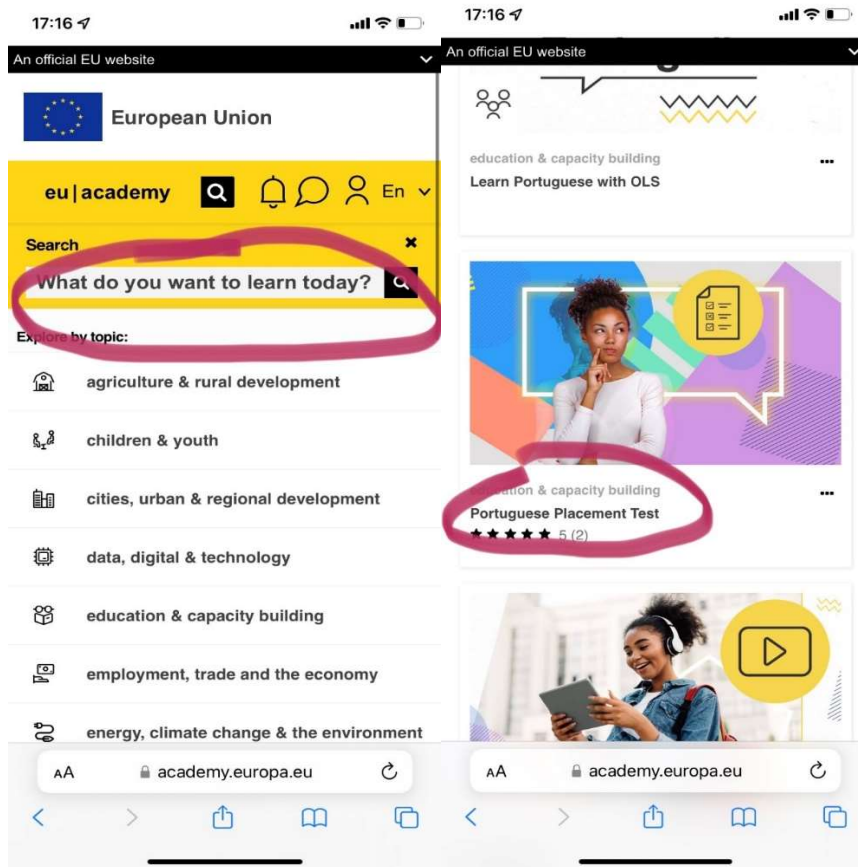 17:16
An official EU website
European Union
eu|academy
En
Search
What do you want to learn today?
Explore by topic:
agriculture & rural development
children & youth
cities, urban & regional development
data, digital & technology
education & capacity building
employment, trade and the economy
energy, climate change & the environment
AA academy.europa.eu
17:16
An official EU website
education & capacity building
Learn Portuguese with OLS
education & capacity building
Portuguese Placement Test
★★★★★ 5 (2)
AA academy.europa.eu